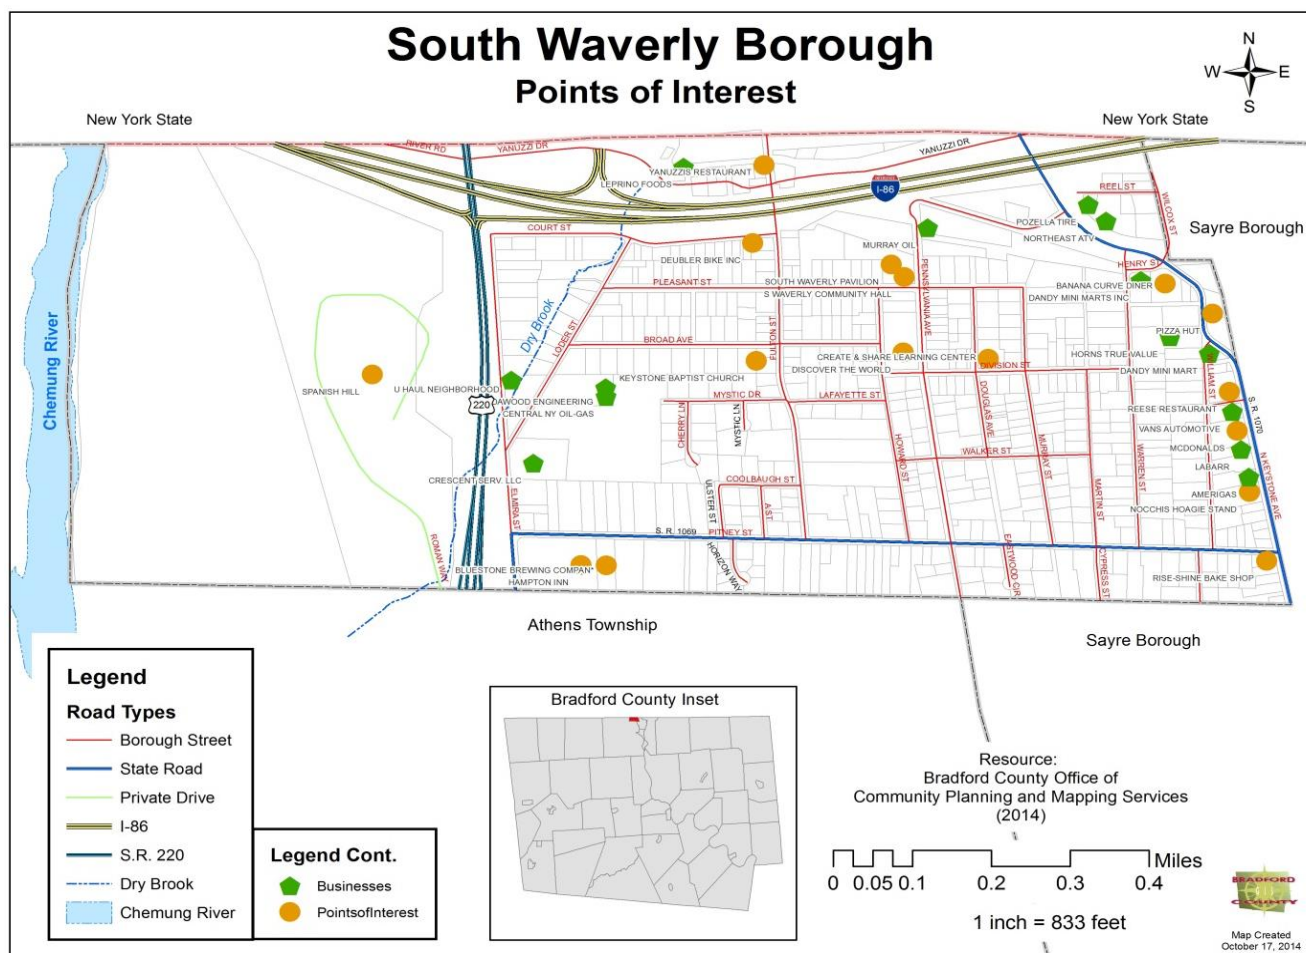 South Waverly Borough
Points of Interest
N
W E
S
New York State
New York State
RIVER RD
YANUZZI DR
YANUZZI DR
YANUZZIS RESTAURANT
LEPRINO FOODS
I-86
REEL ST
WILCOX ST
POZELLA TIRE
NORTHEAST ATV
Sayre Borough
COURT ST
DEUBLER BIKE INC
MURRAY OIL
HENRY ST
PLEASANT ST
SOUTH WAVERLY PAVILION
S WAVERLY COMMUNITY HALL
PENNSYLVANIA AVE
BANANA CURVE DINER
DANDY MINI MARTS INC
Chemung River
Dry Brook
LODER ST
BROAD AVE
FULTON ST
PIZZA HUT
CREATE & SHARE LEARNING CENTER
DISCOVER THE WORLD
DIVISION ST
HORNS TRUE VALUE
DANDY MINI MART
WILLIAM ST
SPANISH HILL
U HAUL NEIGHBORHOOD
KEYSTONE BAPTIST CHURCH
220
DAWOOD ENGINEERING
CENTRAL NY OIL-GAS
MYSTIC DR
LAFAYETTE ST
DOUGLAS AVE
REESE RESTAURANT
S. R. 1070
CHERRY LN
MYSTIC LN
VANS AUTOMOTIVE
HOWARD ST
WALKER ST
MURRAY ST
WARREN ST
MCDONALDS
N KEYSTONE AVE
LABARR
CRESCENT SERV. LLC
COOLBAUGH ST
ELMIRA ST
ULSTER ST
A ST
MARTIN ST
AMERIGAS
NOCCHIS HOAGIE STAND
S. R. 1069
PITNEY ST
ROMAN WAY
HORIZON WAY
EASTWOOD CIR
CYPRESS ST
BLUESTONE BREWING COMPAN*
HAMPTON INN
RISE-SHINE BAKE SHOP
Athens Township
Sayre Borough
Legend
Road Types
Borough Street
State Road
Private Drive
I-86
S.R. 220
Dry Brook
Chemung River
Legend Cont.
Businesses
PointsofInterest
Bradford County Inset
Resource:
Bradford County Office of
Community Planning and Mapping Services
(2014)
Miles
0 0.05 0.1 0.2 0.3 0.4
1 inch = 833 feet
BRADFORD
COUNTY
Map Created
October 17, 2014